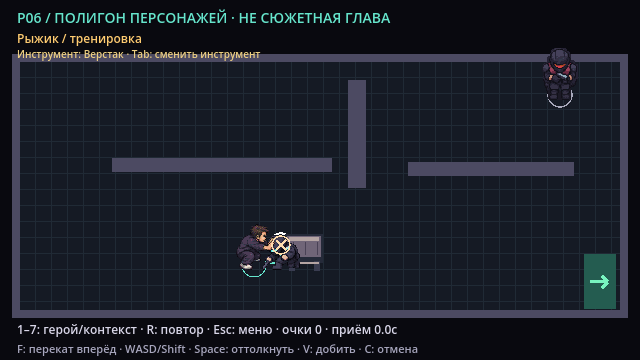 P06 / ПОЛИГОН ПЕРСОНАЖЕЙ · НЕ СЮЖЕТНАЯ ГЛАВА
Рыжик / тренировка
Инструмент: Верстак · Tab: сменить инструмент
1–7: герой/контекст · R: повтор · Esc: меню · очки 0 · приём 0.0с
F: перекат вперёд · WASD/Shift · Space: оттолкнуть · V: добить · C: отмена